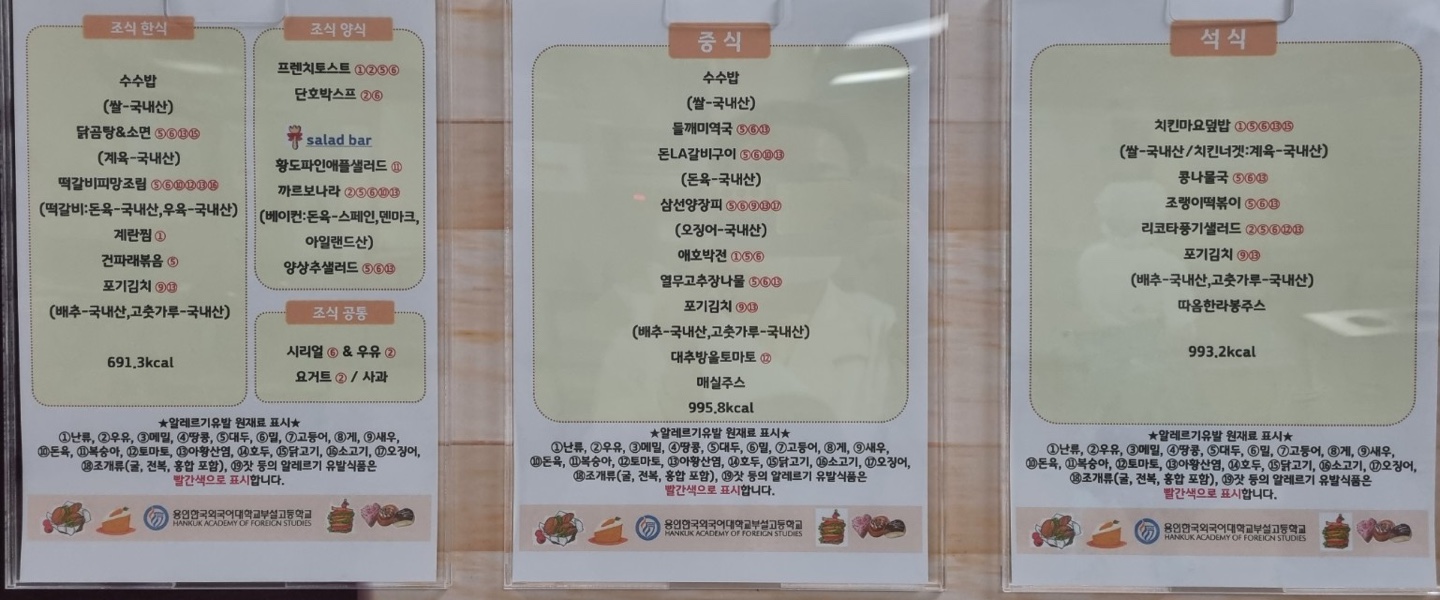 조식 한식
수수밥
(쌀-국내산)
닭곰탕&소면 ⑤⑥⑬⑮
(계육-국내산)
떡갈비피망조림 ⑤⑥⑩⑫⑬⑯
(떡갈비:돈육-국내산,우육-국내산)
계란찜 ①
건파래볶음 ⑤
포기김치 ⑨⑬
(배추-국내산,고춧가루-국내산)
691.3kcal
조식 양식
프렌치토스트 ①②⑤⑥
단호박스프 ②⑥
salad bar
황도파인애플샐러드 ⑪
까르보나라 ②⑤⑥⑩⑬
(베이컨:돈육-스페인,덴마크,
아일랜드산)
양상추샐러드 ⑤⑥⑬
조식 공통
시리얼 ⑥ & 우유 ②
요거트 ② / 사과
★알레르기유발 원재료 표시★
①난류, ②우유, ③메밀, ④땅콩, ⑤대두, ⑥밀, ⑦고등어, ⑧게, ⑨새우,
⑩돈육, ⑪복숭아, ⑫토마토, ⑬아황산염, ⑭호두, ⑮닭고기, ⑯소고기, ⑰오징어,
⑱조개류(굴, 전복, 홍합 포함), ⑲잣 등의 알레르기 유발식품은
빨간색으로 표시합니다.
용인한국외국어대학교부설고등학교
HANKUK ACADEMY OF FOREIGN STUDIES
중식
수수밥
(쌀-국내산)
들깨미역국 ⑤⑥⑬
돈LA갈비구이 ⑤⑥⑩⑬
(돈육-국내산)
삼선양장피 ⑤⑥⑨⑬⑰
(오징어-국내산)
애호박전 ①⑤⑥
열무고추장나물 ⑤⑥⑬
포기김치 ⑨⑬
(배추-국내산,고춧가루-국내산)
대추방울토마토 ⑫
매실주스
995.8kcal
★알레르기유발 원재료 표시★
①난류, ②우유, ③메밀, ④땅콩, ⑤대두, ⑥밀, ⑦고등어, ⑧게, ⑨새우,
⑩돈육, ⑪복숭아, ⑫토마토, ⑬아황산염, ⑭호두, ⑮닭고기, ⑯소고기, ⑰오징어,
⑱조개류(굴, 전복, 홍합 포함), ⑲잣 등의 알레르기 유발식품은
빨간색으로 표시합니다.
용인한국외국어대학교부설고등학교
HANKUK ACADEMY OF FOREIGN STUDIES
석식
치킨마요덮밥 ①⑤⑥⑬⑮
(쌀-국내산/치킨너겟:계육-국내산)
콩나물국 ⑤⑥⑬
조랭이떡볶이 ⑤⑥⑬
리코타풍기샐러드 ②⑤⑥⑫⑬
포기김치 ⑨⑬
(배추-국내산,고춧가루-국내산)
따옴한라봉주스
993.2kcal
★알레르기유발 원재료 표시★
①난류, ②우유, ③메밀, ④땅콩, ⑤대두, ⑥밀, ⑦고등어, ⑧게, ⑨새우,
⑩돈육, ⑪복숭아, ⑫토마토, ⑬아황산염, ⑭호두, ⑮닭고기, ⑯소고기, ⑰오징어,
⑱조개류(굴, 전복, 홍합 포함), ⑲잣 등의 알레르기 유발식품은
빨간색으로 표시합니다.
용인한국외국어대학교부설고등학교
HANKUK ACADEMY OF FOREIGN STUDIES